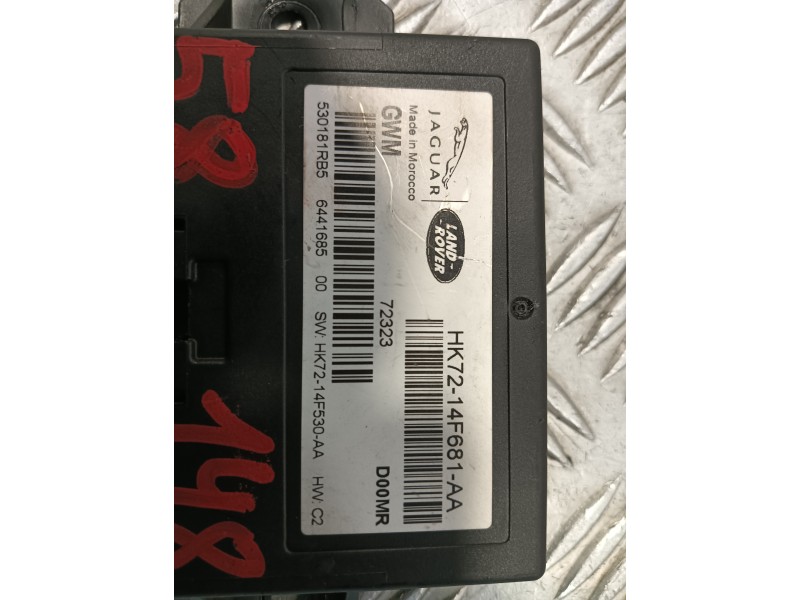 JAGUAR
LAND-
-ROVER
HK72-14F681-AA
Made in Morocco
GWM
72323
D00MR
530181RB5 6441685 00 SW: HK72-14F530-AA HW: C2
58
148